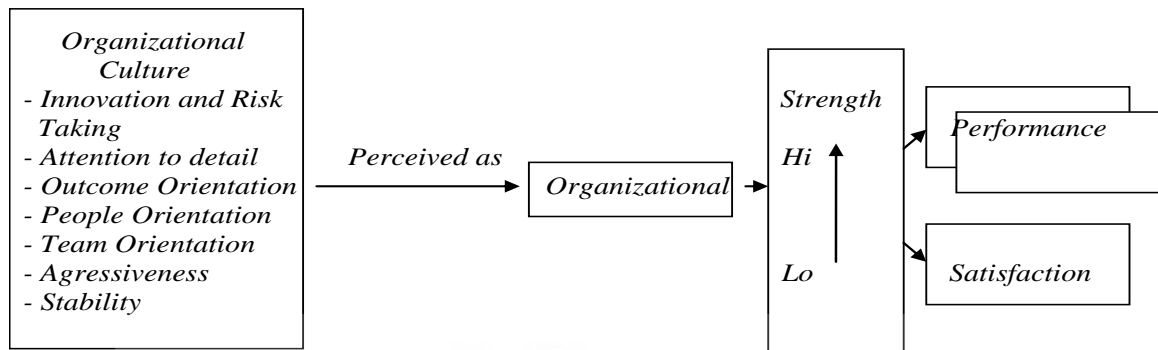 Organizational
Culture
- Innovation and Risk
Taking
- Attention to detail
- Outcome Orientation
- People Orientation
- Team Orientation
- Agressiveness
- Stability
Perceived as
Organizational
Strength
Hi
Lo
Performance
Satisfaction